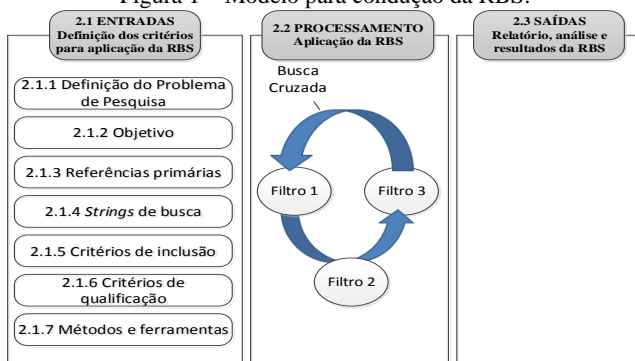 Figura 1 – Modelo para condução da RBS.
2.1 ENTRADAS
Definição dos critérios
para aplicação da RBS
2.1.1 Definição do Problema
de Pesquisa
2.1.2 Objetivo
2.1.3 Referências primárias
2.1.4 Strings de busca
2.1.5 Critérios de inclusão
2.1.6 Critérios de
qualificação
2.1.7 Métodos e ferramentas
2.2 PROCESSAMENTO
Aplicação da RBS
Busca
Cruzada
Filtro 1
Filtro 3
Filtro 2
2.3 SAÍDAS
Relatório, análise e
resultados da RBS